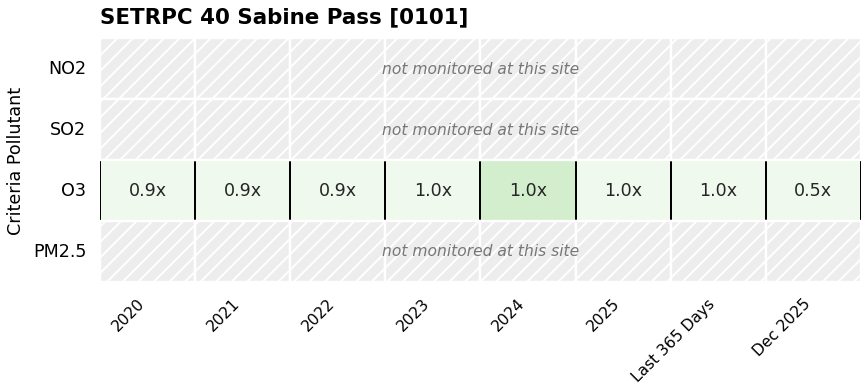 SETRPC 40 Sabine Pass [0101]
Criteria Pollutant
NO2 not monitored at this site
SO2 not monitored at this site
O3 0.9x 0.9x 0.9x 1.0x 1.0x 1.0x 1.0x 0.5x
PM2.5 not monitored at this site
2020 2021 2022 2023 2024 2025 Last 365 Days Dec 2025